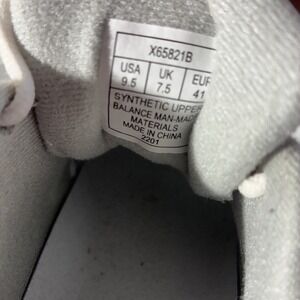 X65821B
USA UK EUR
9.5 7.5 41
SYNTHETIC UPPER
BALANCE MAN-MADE
MATERIALS
MADE IN CHINA
2201